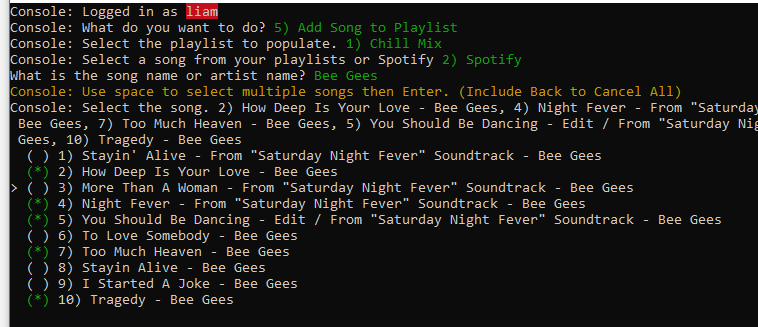 Console: Logged in as liam
Console: What do you want to do? 5) Add Song to Playlist
Console: Select the playlist to populate. 1) Chill Mix
Console: Select a song from your playlists or Spotify 2) Spotify
What is the song name or artist name? Bee Gees
Console: Use space to select multiple songs then Enter. (Include Back to Cancel All)
Console: Select the song. 2) How Deep Is Your Love - Bee Gees, 4) Night Fever - From "Saturday
Bee Gees, 7) Too Much Heaven - Bee Gees, 5) You Should Be Dancing - Edit / From "Saturday Nig
Gees, 10) Tragedy - Bee Gees
( ) 1) Stayin' Alive - From "Saturday Night Fever" Soundtrack - Bee Gees
(*) 2) How Deep Is Your Love - Bee Gees
> ( ) 3) More Than A Woman - From "Saturday Night Fever" Soundtrack - Bee Gees
(*) 4) Night Fever - From "Saturday Night Fever" Soundtrack - Bee Gees
(*) 5) You Should Be Dancing - Edit / From "Saturday Night Fever" Soundtrack - Bee Gees
( ) 6) To Love Somebody - Bee Gees
(*) 7) Too Much Heaven - Bee Gees
( ) 8) Stayin Alive - Bee Gees
( ) 9) I Started A Joke - Bee Gees
(*) 10) Tragedy - Bee Gees